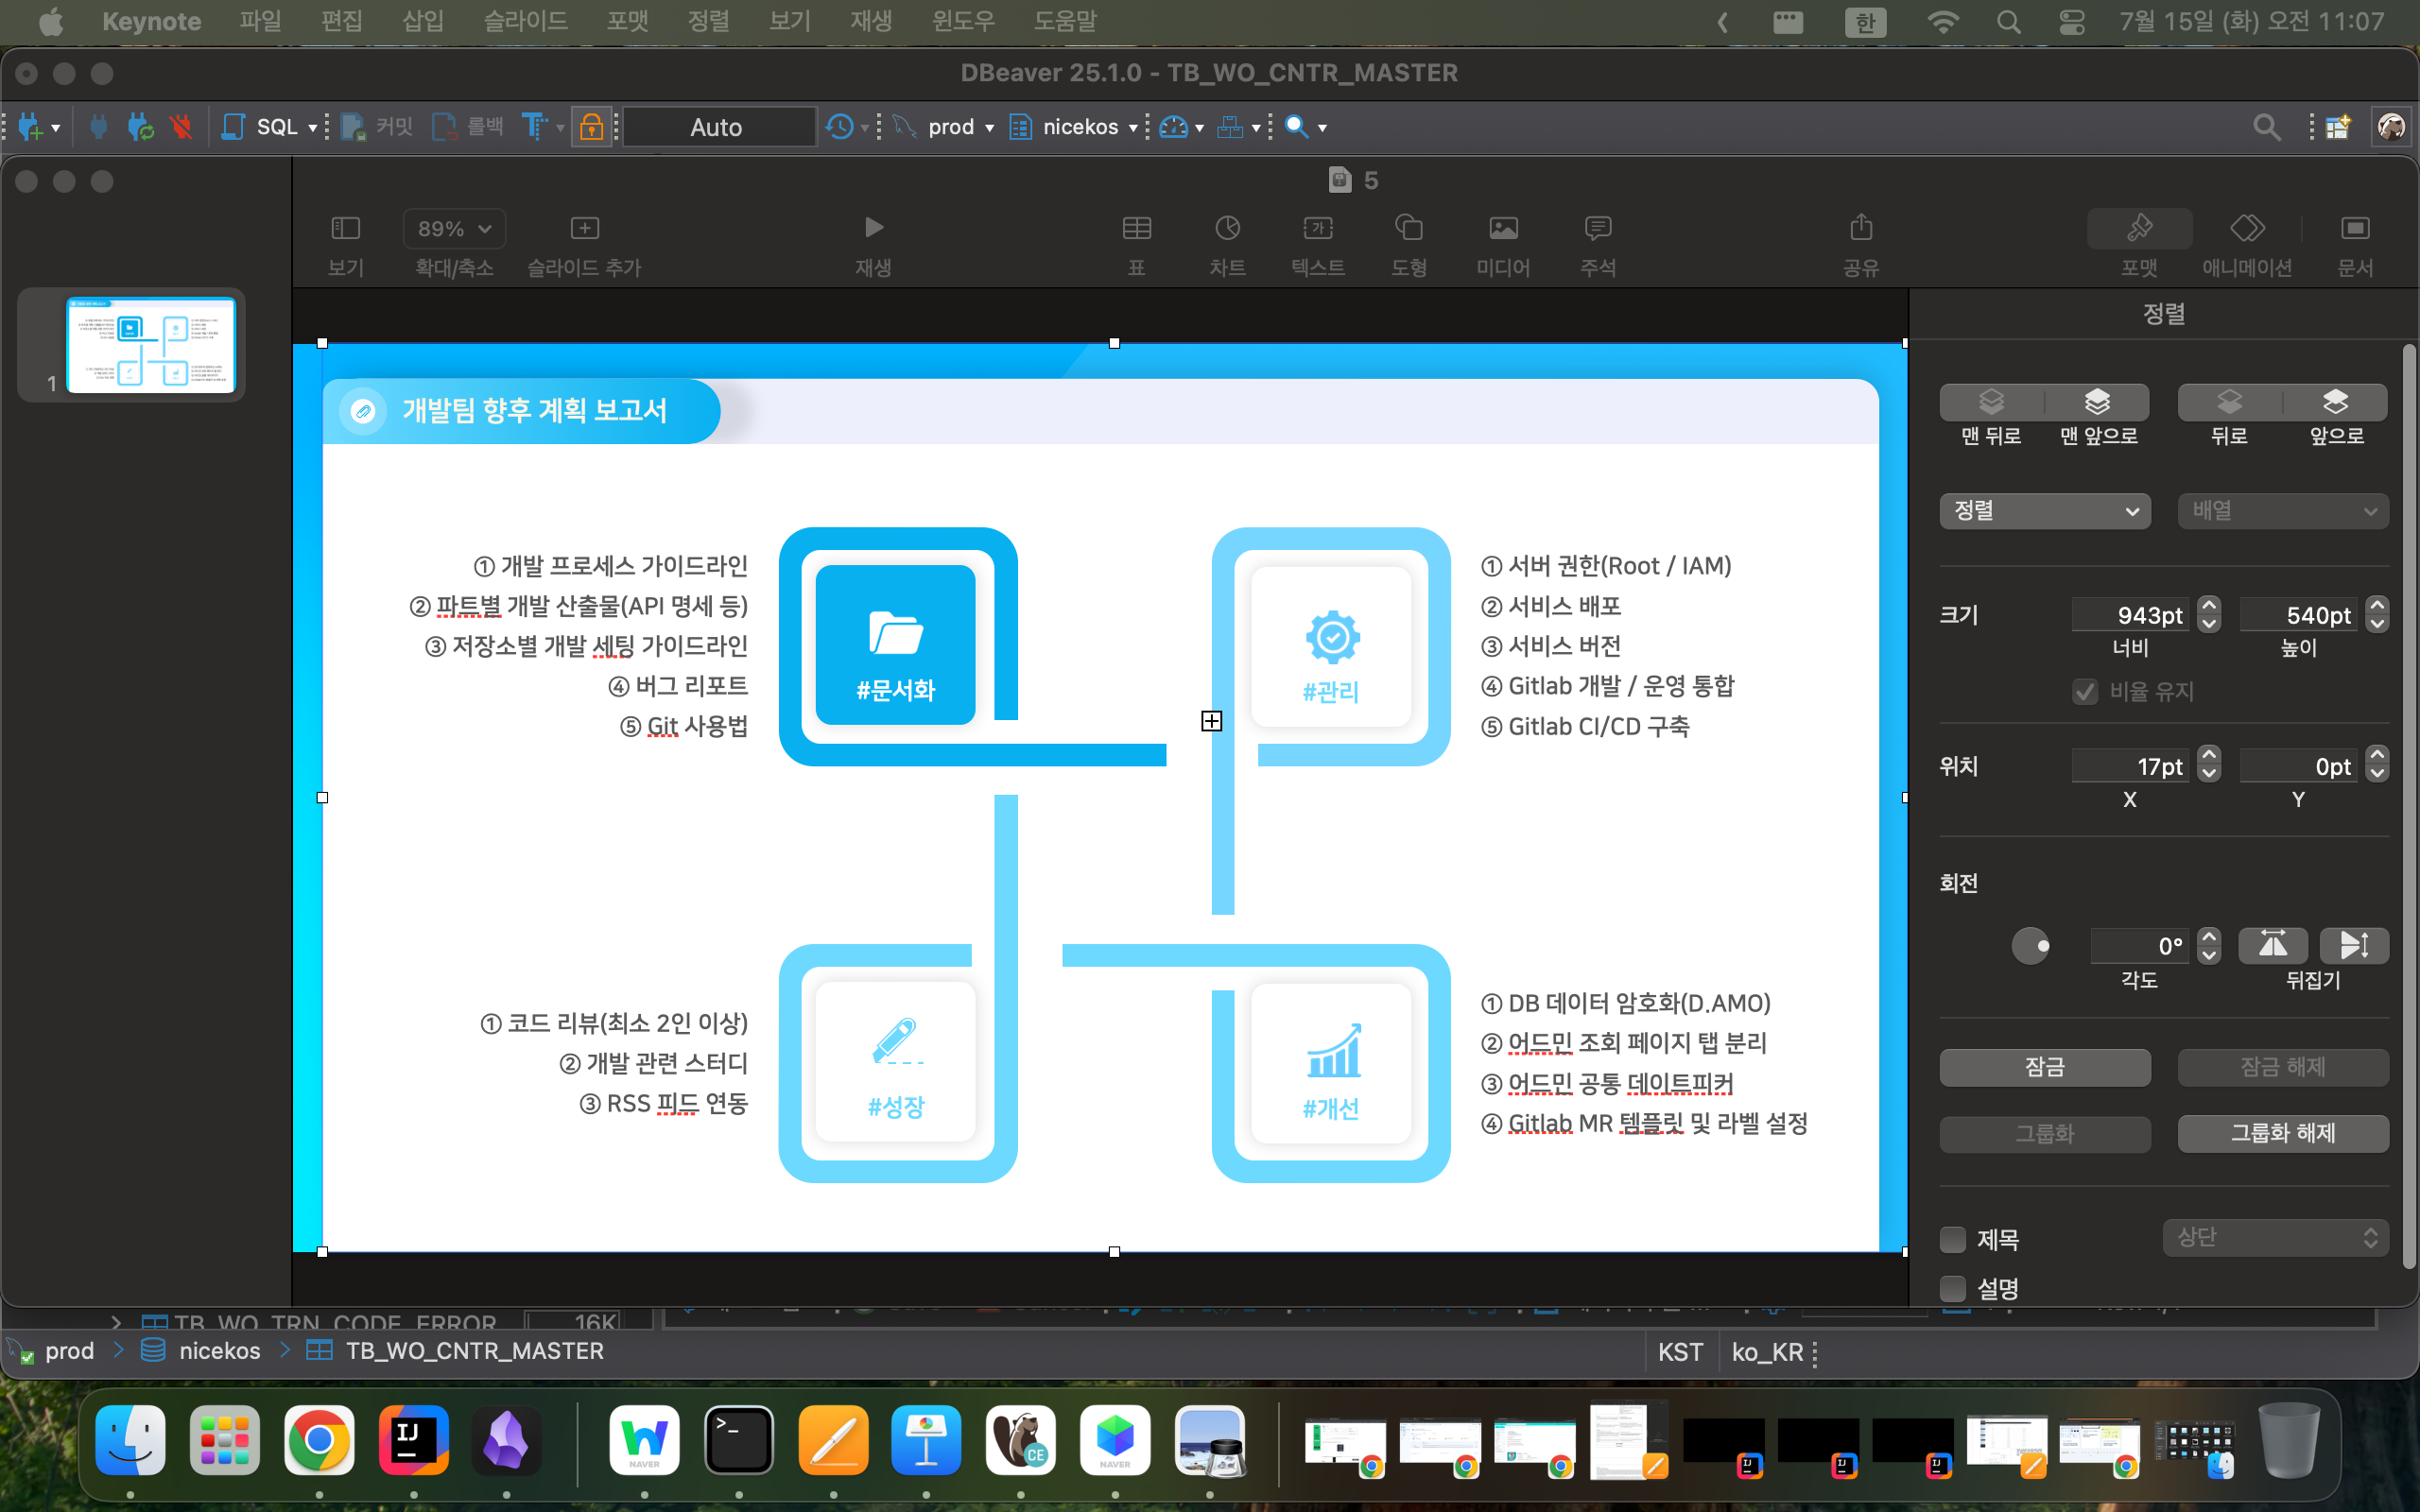 Keynote 파일 편집 삽입 슬라이드 포맷 정렬 보기 재생 윈도우 도움말 한 7월 15일 (화) 오전 11:07
DBeaver 25.1.0 - TB_WO_CNTR_MASTER
SQL 커밋 롤백 T Auto prod nicekos
5
89%
보기 확대/축소 슬라이드 추가 재생 표 차트 텍스트 도형 미디어 주석 공유 포맷 애니메이션 문서
1
개발팀 향후 계획 보고서
① 개발 프로세스 가이드라인
② 파트별 개발 산출물(API 명세 등)
③ 저장소별 개발 세팅 가이드라인
④ 버그 리포트
⑤ Git 사용법
#문서화
#관리
① 서버 권한(Root / IAM)
② 서비스 배포
③ 서비스 버전
④ Gitlab 개발 / 운영 통합
⑤ Gitlab CI/CD 구축
① 코드 리뷰(최소 2인 이상)
② 개발 관련 스터디
③ RSS 피드 연동
#성장
#개선
① DB 데이터 암호화(D.AMO)
② 어드민 조회 페이지 탭 분리
③ 어드민 공통 데이트피커
④ Gitlab MR 템플릿 및 라벨 설정
정렬
맨 뒤로 맨 앞으로 뒤로 앞으로
정렬 배열
크기 943pt 540pt
너비 높이
비율 유지
위치 17pt 0pt
X Y
회전
0°
각도 뒤집기
잠금 잠금 해제
그룹화 그룹화 해제
제목 상단
설명
TB_WO_TRN_CODE_ERROR 16K
prod nicekos TB_WO_CNTR_MASTER KST ko_KR
IJ
NAVER
>_
CE
NAVER